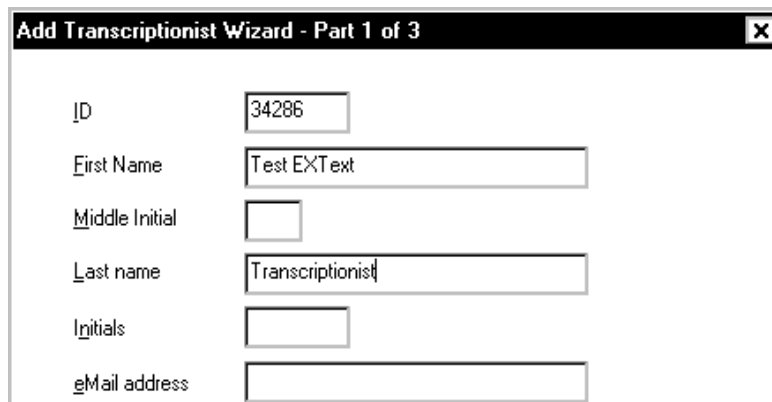 Add Transcriptionist Wizard - Part 1 of 3
ID 34286
First Name Test EXText
Middle Initial
Last name Transcriptionist
Initials
eMail address